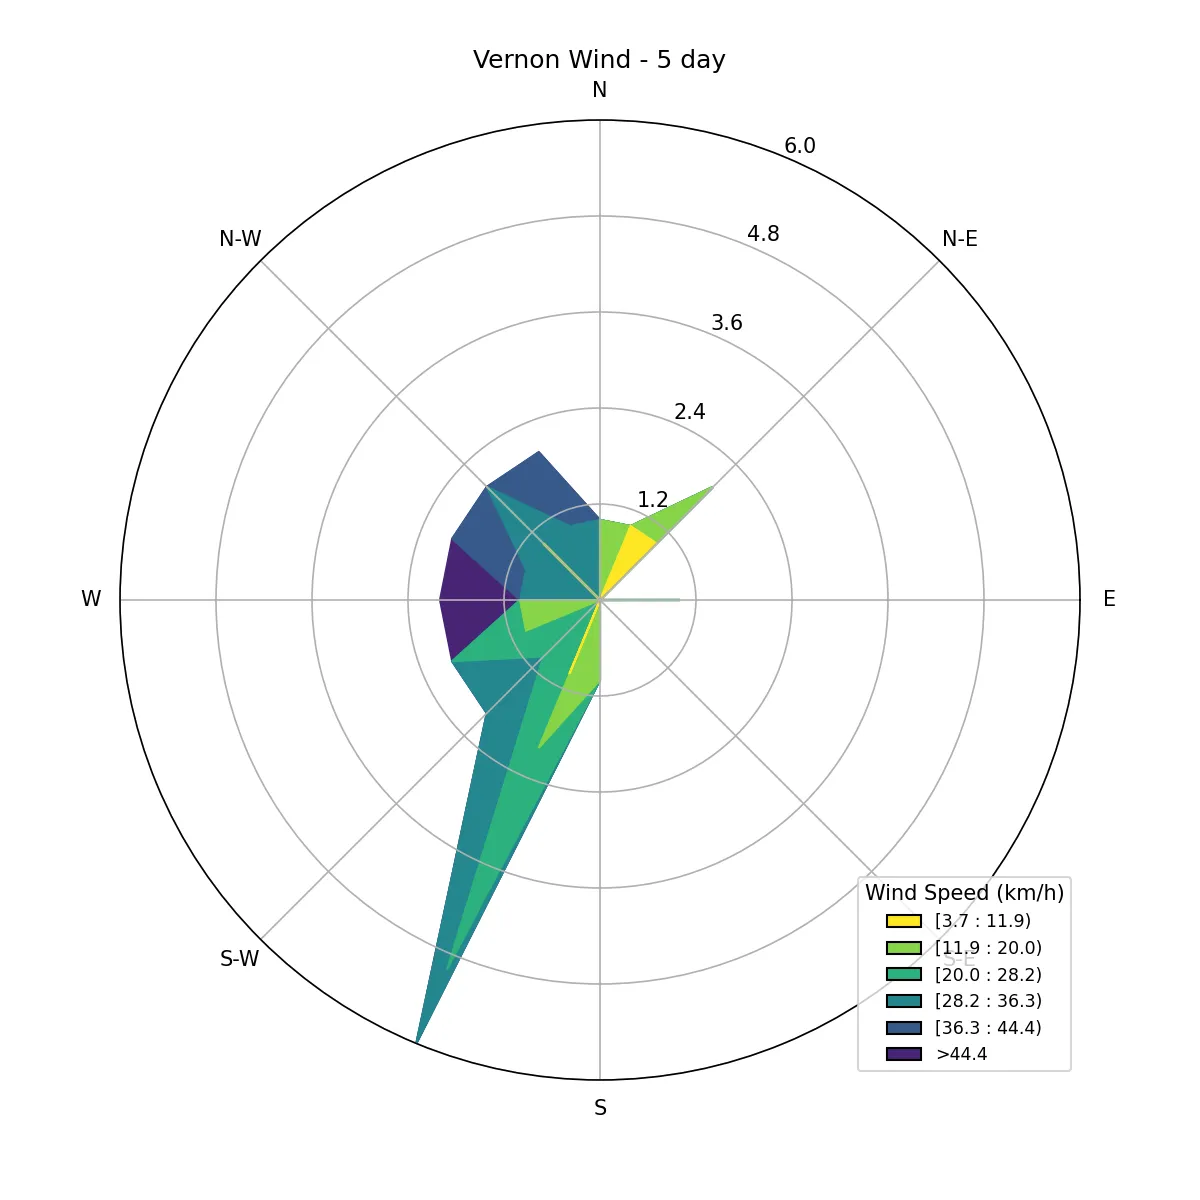 Vernon Wind - 5 day
N
6.0
N-W
4.8
N-E
3.6
2.4
1.2
W
E
S-W
S-E
S
Wind Speed (km/h)
[3.7 : 11.9)
[11.9 : 20.0)
[20.0 : 28.2)
[28.2 : 36.3)
[36.3 : 44.4)
>44.4